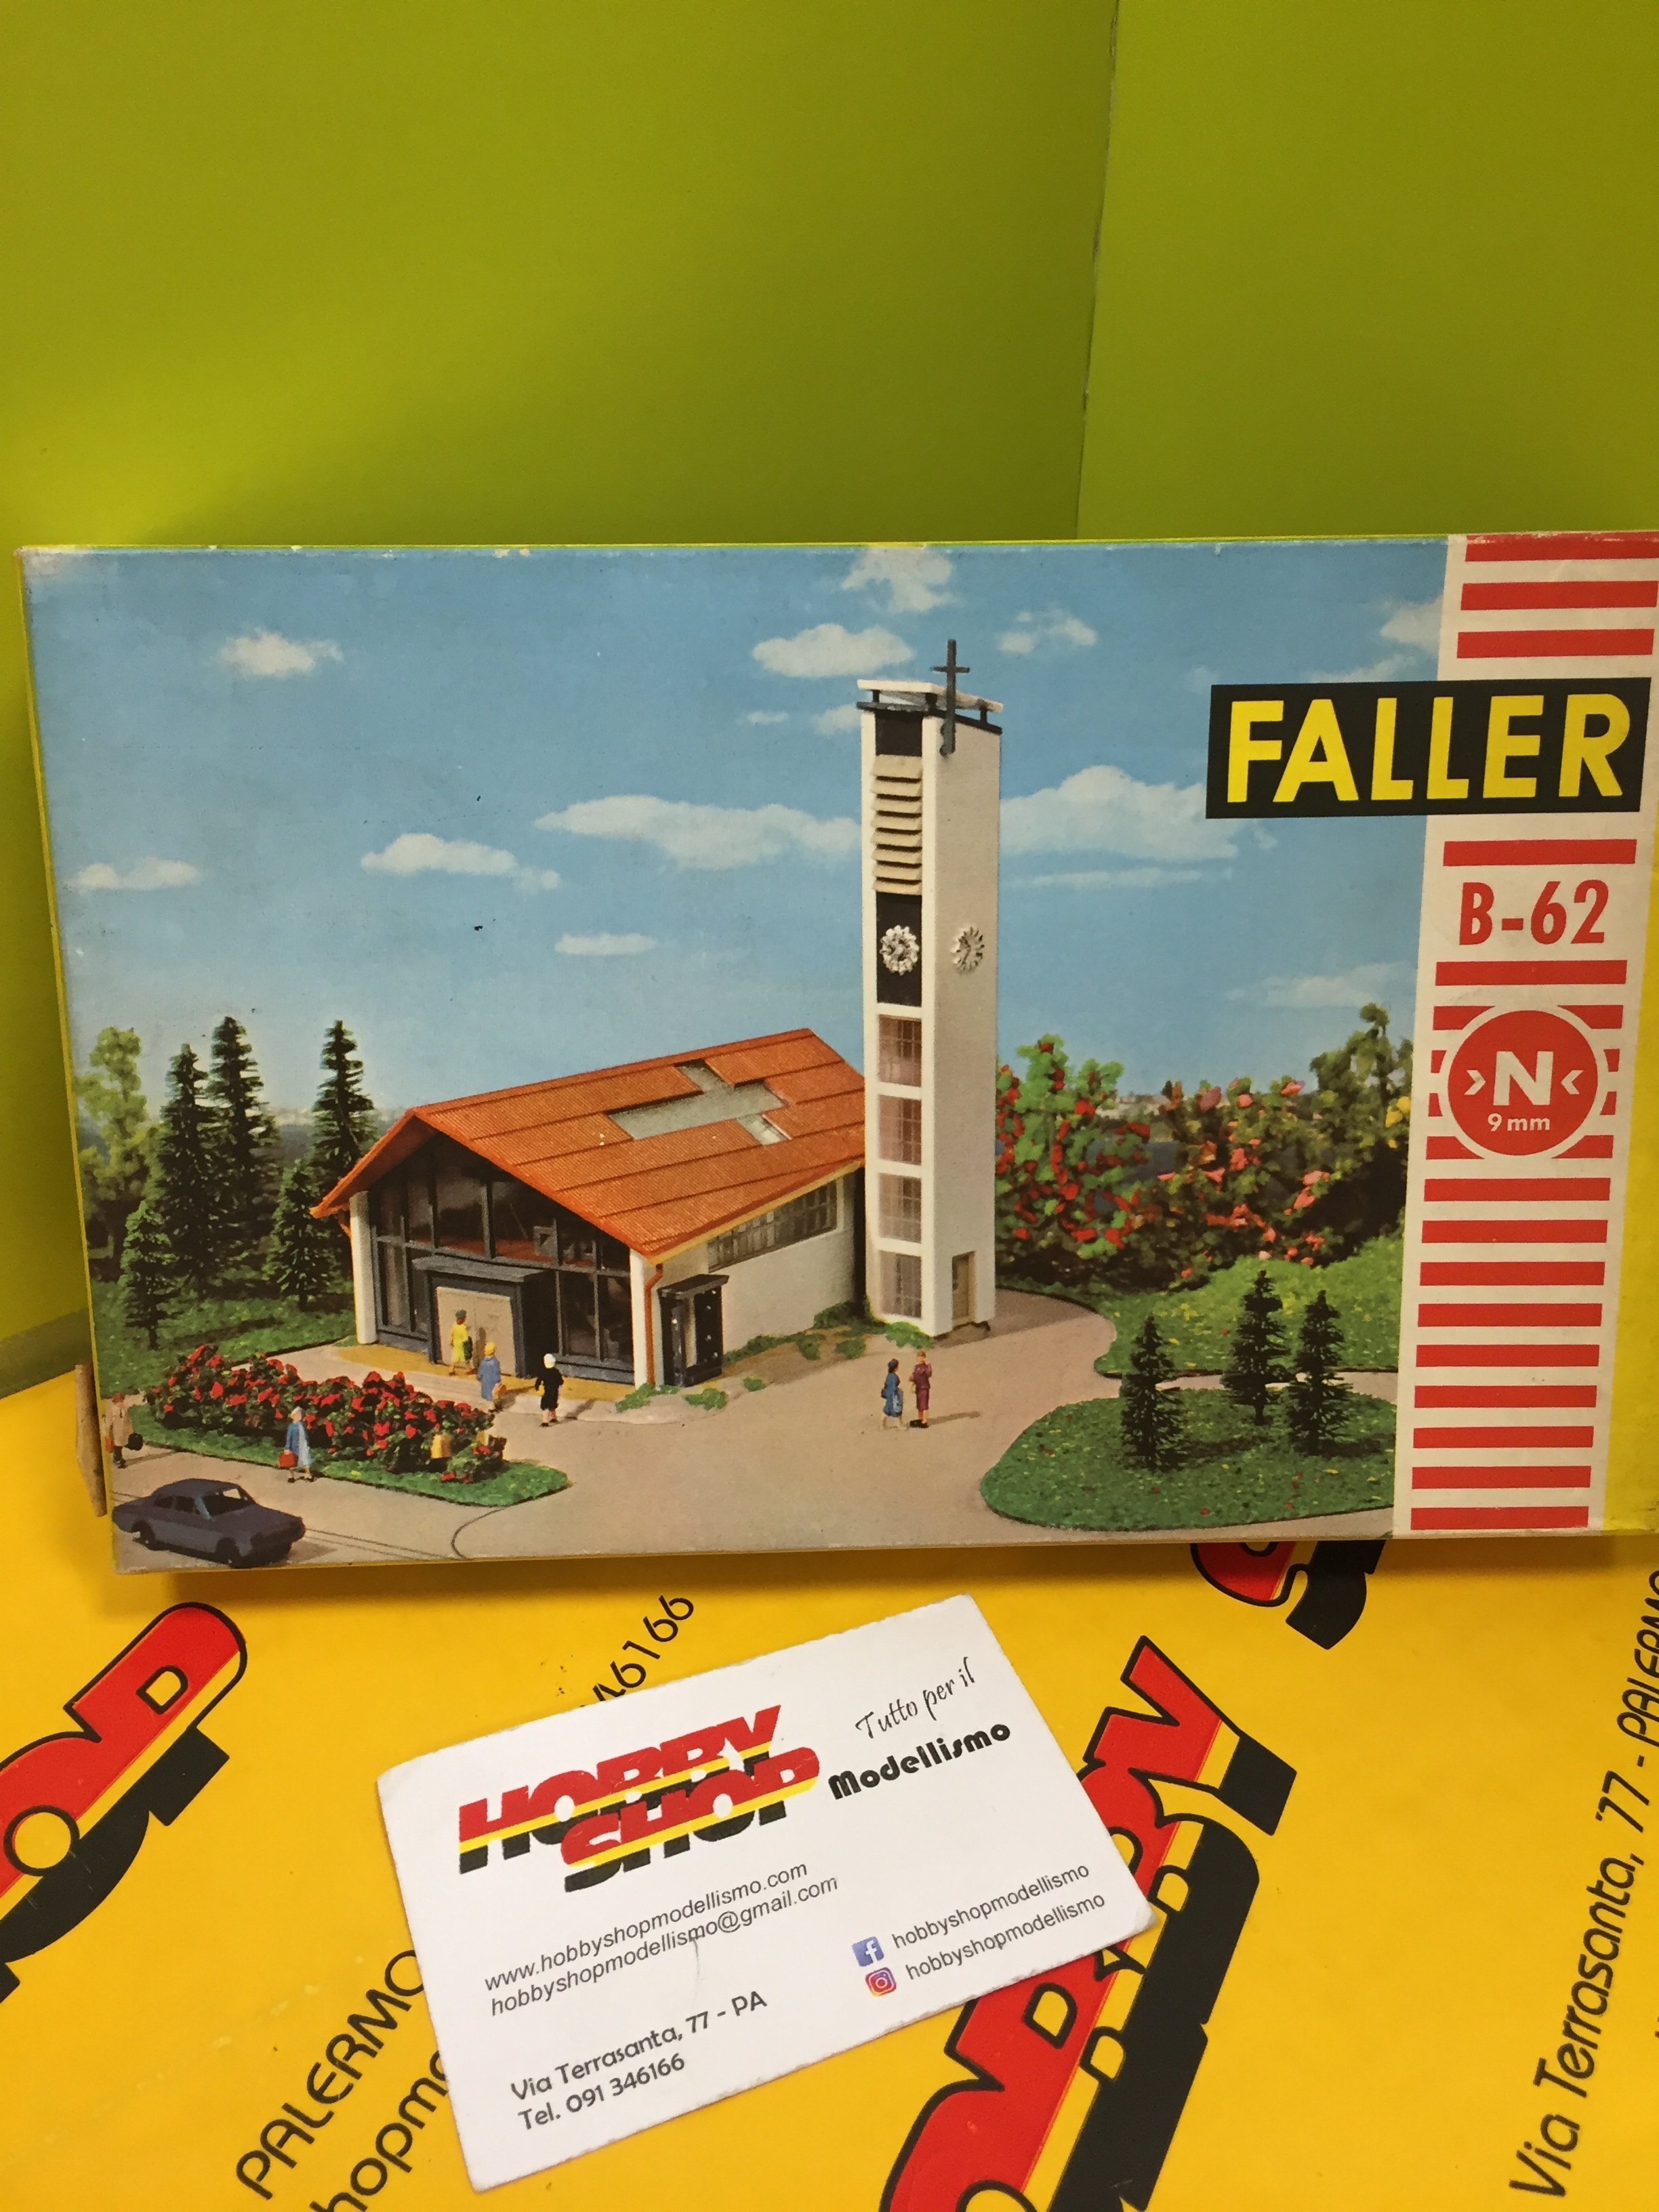 FALLER
B-62
›N‹
9 mm
HOBBY
SHOP
Tutto per il
Modellismo
www.hobbyshopmodellismo.com
hobbyshopmodellismo@gmail.com
hobbyshopmodellismo
hobbyshopmodellismo
Via Terrasanta, 77 - PA
Tel. 091 346166
PALERMO
Via Terrasanta, 77 - PALERMO